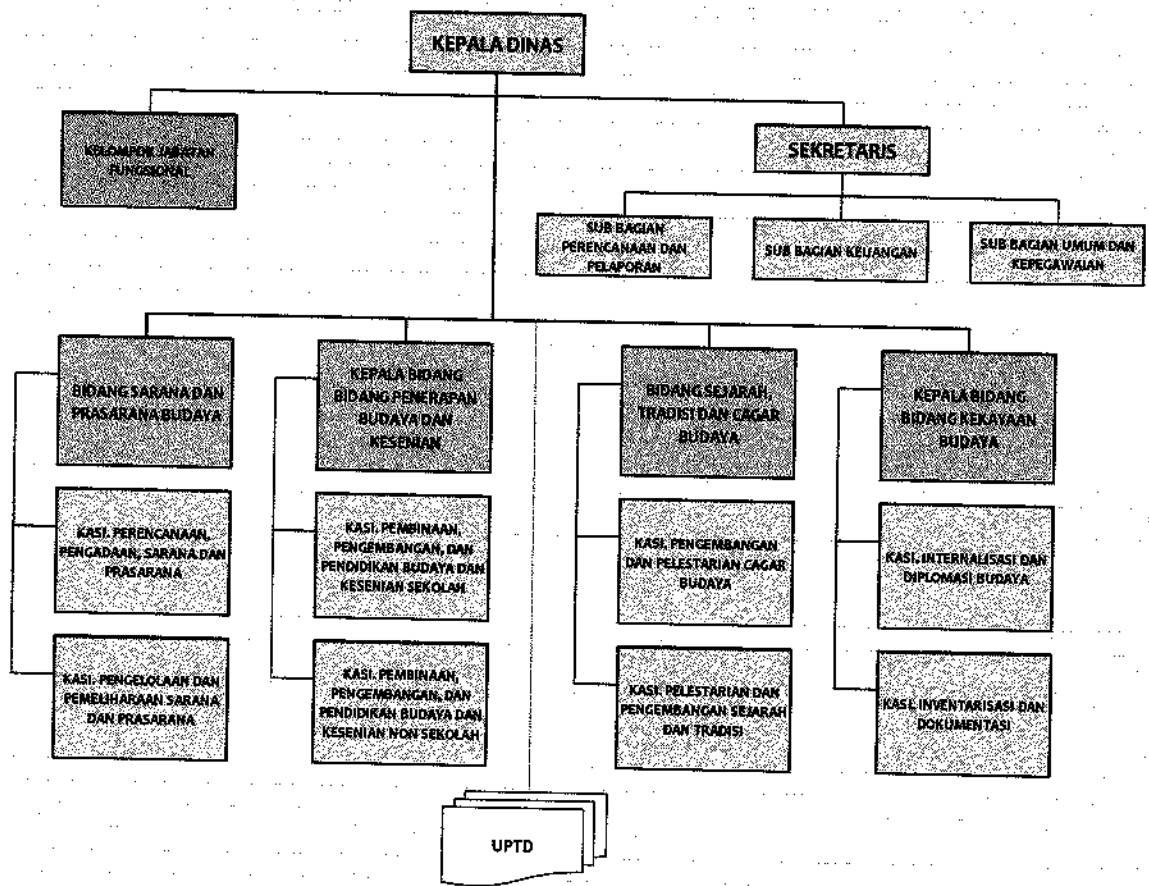 KEPALA DINAS
KELOMPOK JABATAN
FUNGSIONAL
SEKRETARIS
SUB BAGIAN
PERENCANAAN DAN
PELAPORAN
SUB BAGIAN KEUANGAN
SUB BAGIAN UMUM DAN
KEPEGAWAIAN
BIDANG SARANA DAN
PRASARANA BUDAYA
KEPALA BIDANG
BIDANG PENERAPAN
BUDAYA DAN
KESENIAN
BIDANG SEJARAH,
TRADISI DAN CAGAR
BUDAYA
KEPALA BIDANG
BIDANG KEKAYAAN
BUDAYA
KASI. PERENCANAAN,
PENGADAAN, SARANA DAN
PRASARANA
KASI. PEMBINAAN,
PENGEMBANGAN, DAN
PENDIDIKAN BUDAYA DAN
KESENIAN SEKOLAH
KASI. PENGEMBANGAN
DAN PELESTARIAN CAGAR
BUDAYA
KASI. INTERNALISASI DAN
DIPLOMASI BUDAYA
KASI. PENGELOLAAN DAN
PEMELIHARAAN SARANA
DAN PRASARANA
KASI. PEMBINAAN,
PENGEMBANGAN, DAN
PENDIDIKAN BUDAYA DAN
KESENIAN NON SEKOLAH
KASI. PELESTARIAN DAN
PENGEMBANGAN SEJARAH
DAN TRADISI
KASI. INVENTARISASI DAN
DOKUMENTASI
UPTD